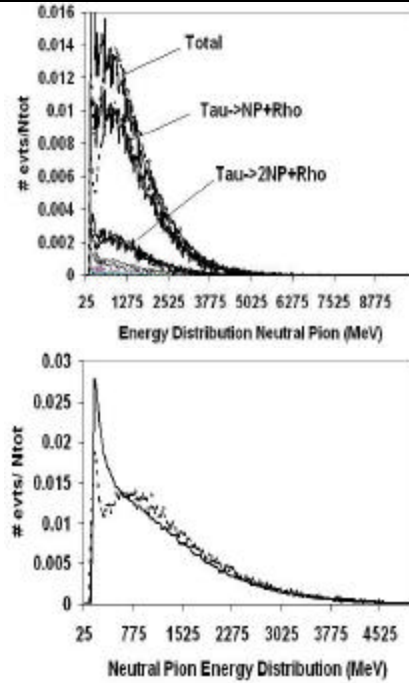 0.016
0.014
0.012
0.01
0.008
0.006
0.004
0.002
0
# evts/Ntot
Total
Tau->NP+Rho
Tau->2NP+Rho
25 1275 2525 3775 5025 6275 7525 8775
Energy Distribution Neutral Pion (MeV)
0.03
0.025
0.02
0.015
0.01
0.005
0
# evts/ Ntot
25 775 1525 2275 3025 3775 4525
Neutral Pion Energy Distribution (MeV)